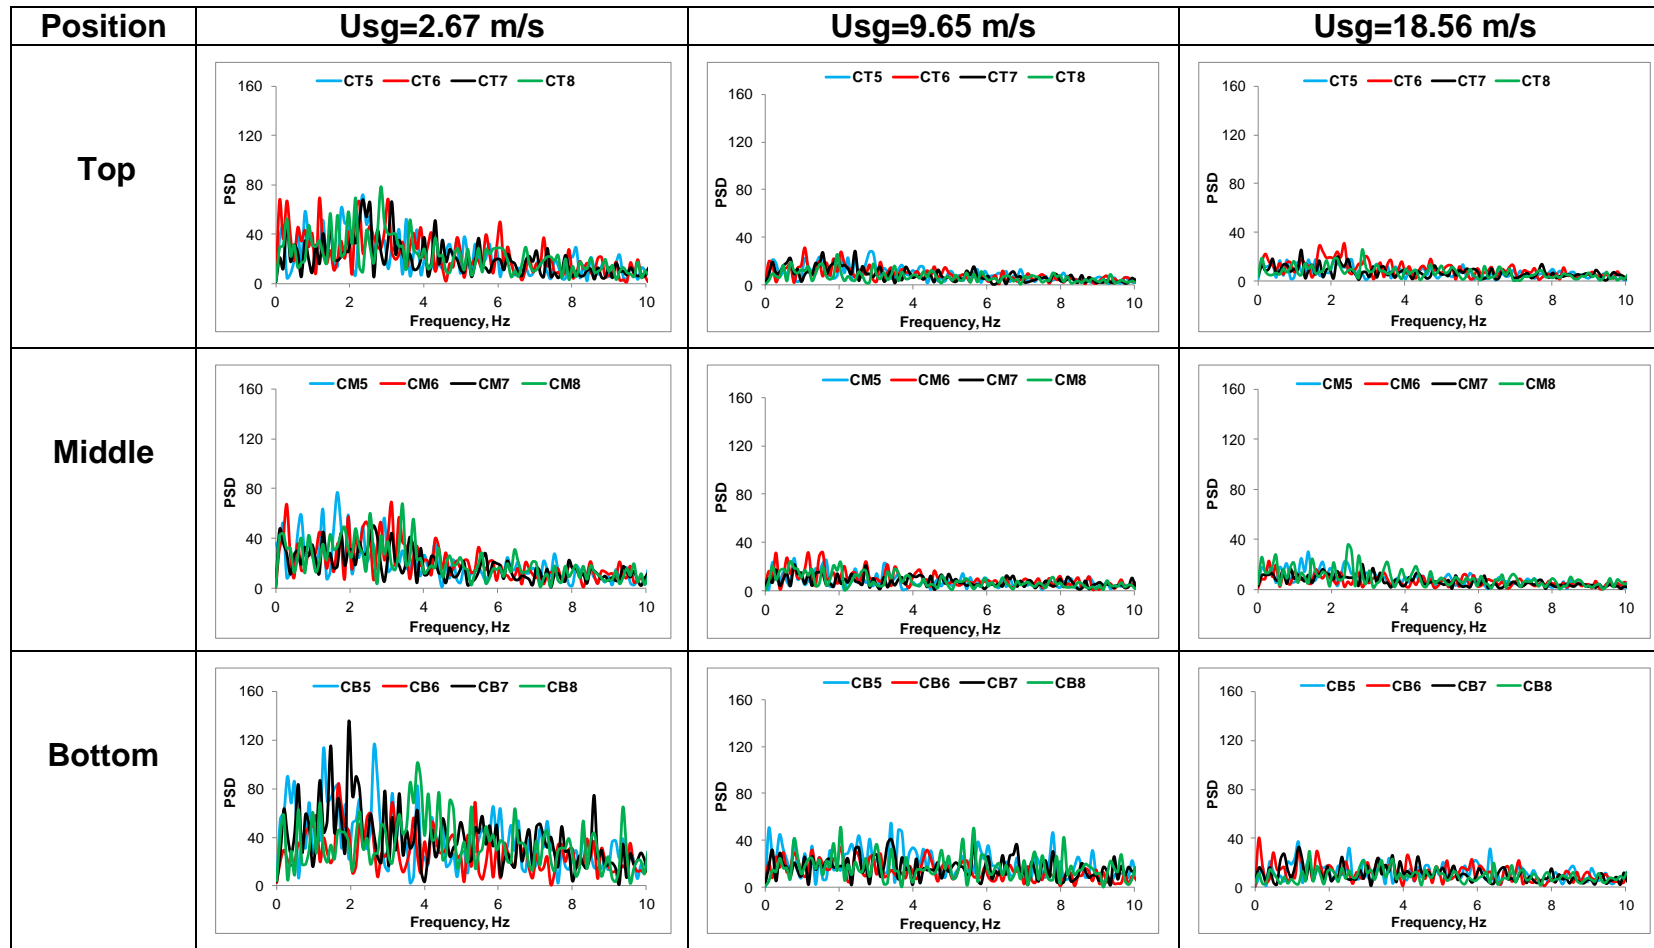 Position Usg=2.67 m/s Usg=9.65 m/s Usg=18.56 m/s
Top
CT5 CT6 CT7 CT8
160
120
80
40
0
PSD
0 2 4 6 8 10
Frequency, Hz
CT5 CT6 CT7 CT8
160
120
80
40
0
PSD
0 2 4 6 8 10
Frequency, Hz
CT5 CT6 CT7 CT8
160
120
80
40
0
PSD
0 2 4 6 8 10
Frequency, Hz
Middle
CM5 CM6 CM7 CM8
160
120
80
40
0
PSD
0 2 4 6 8 10
Frequency, Hz
CM5 CM6 CM7 CM8
160
120
80
40
0
PSD
0 2 4 6 8 10
Frequency, Hz
CM5 CM6 CM7 CM8
160
120
80
40
0
PSD
0 2 4 6 8 10
Frequency, Hz
Bottom
CB5 CB6 CB7 CB8
160
120
80
40
0
PSD
0 2 4 6 8 10
Frequency, Hz
CB5 CB6 CB7 CB8
160
120
80
40
0
PSD
0 2 4 6 8 10
Frequency, Hz
CB5 CB6 CB7 CB8
160
120
80
40
0
PSD
0 2 4 6 8 10
Frequency, Hz